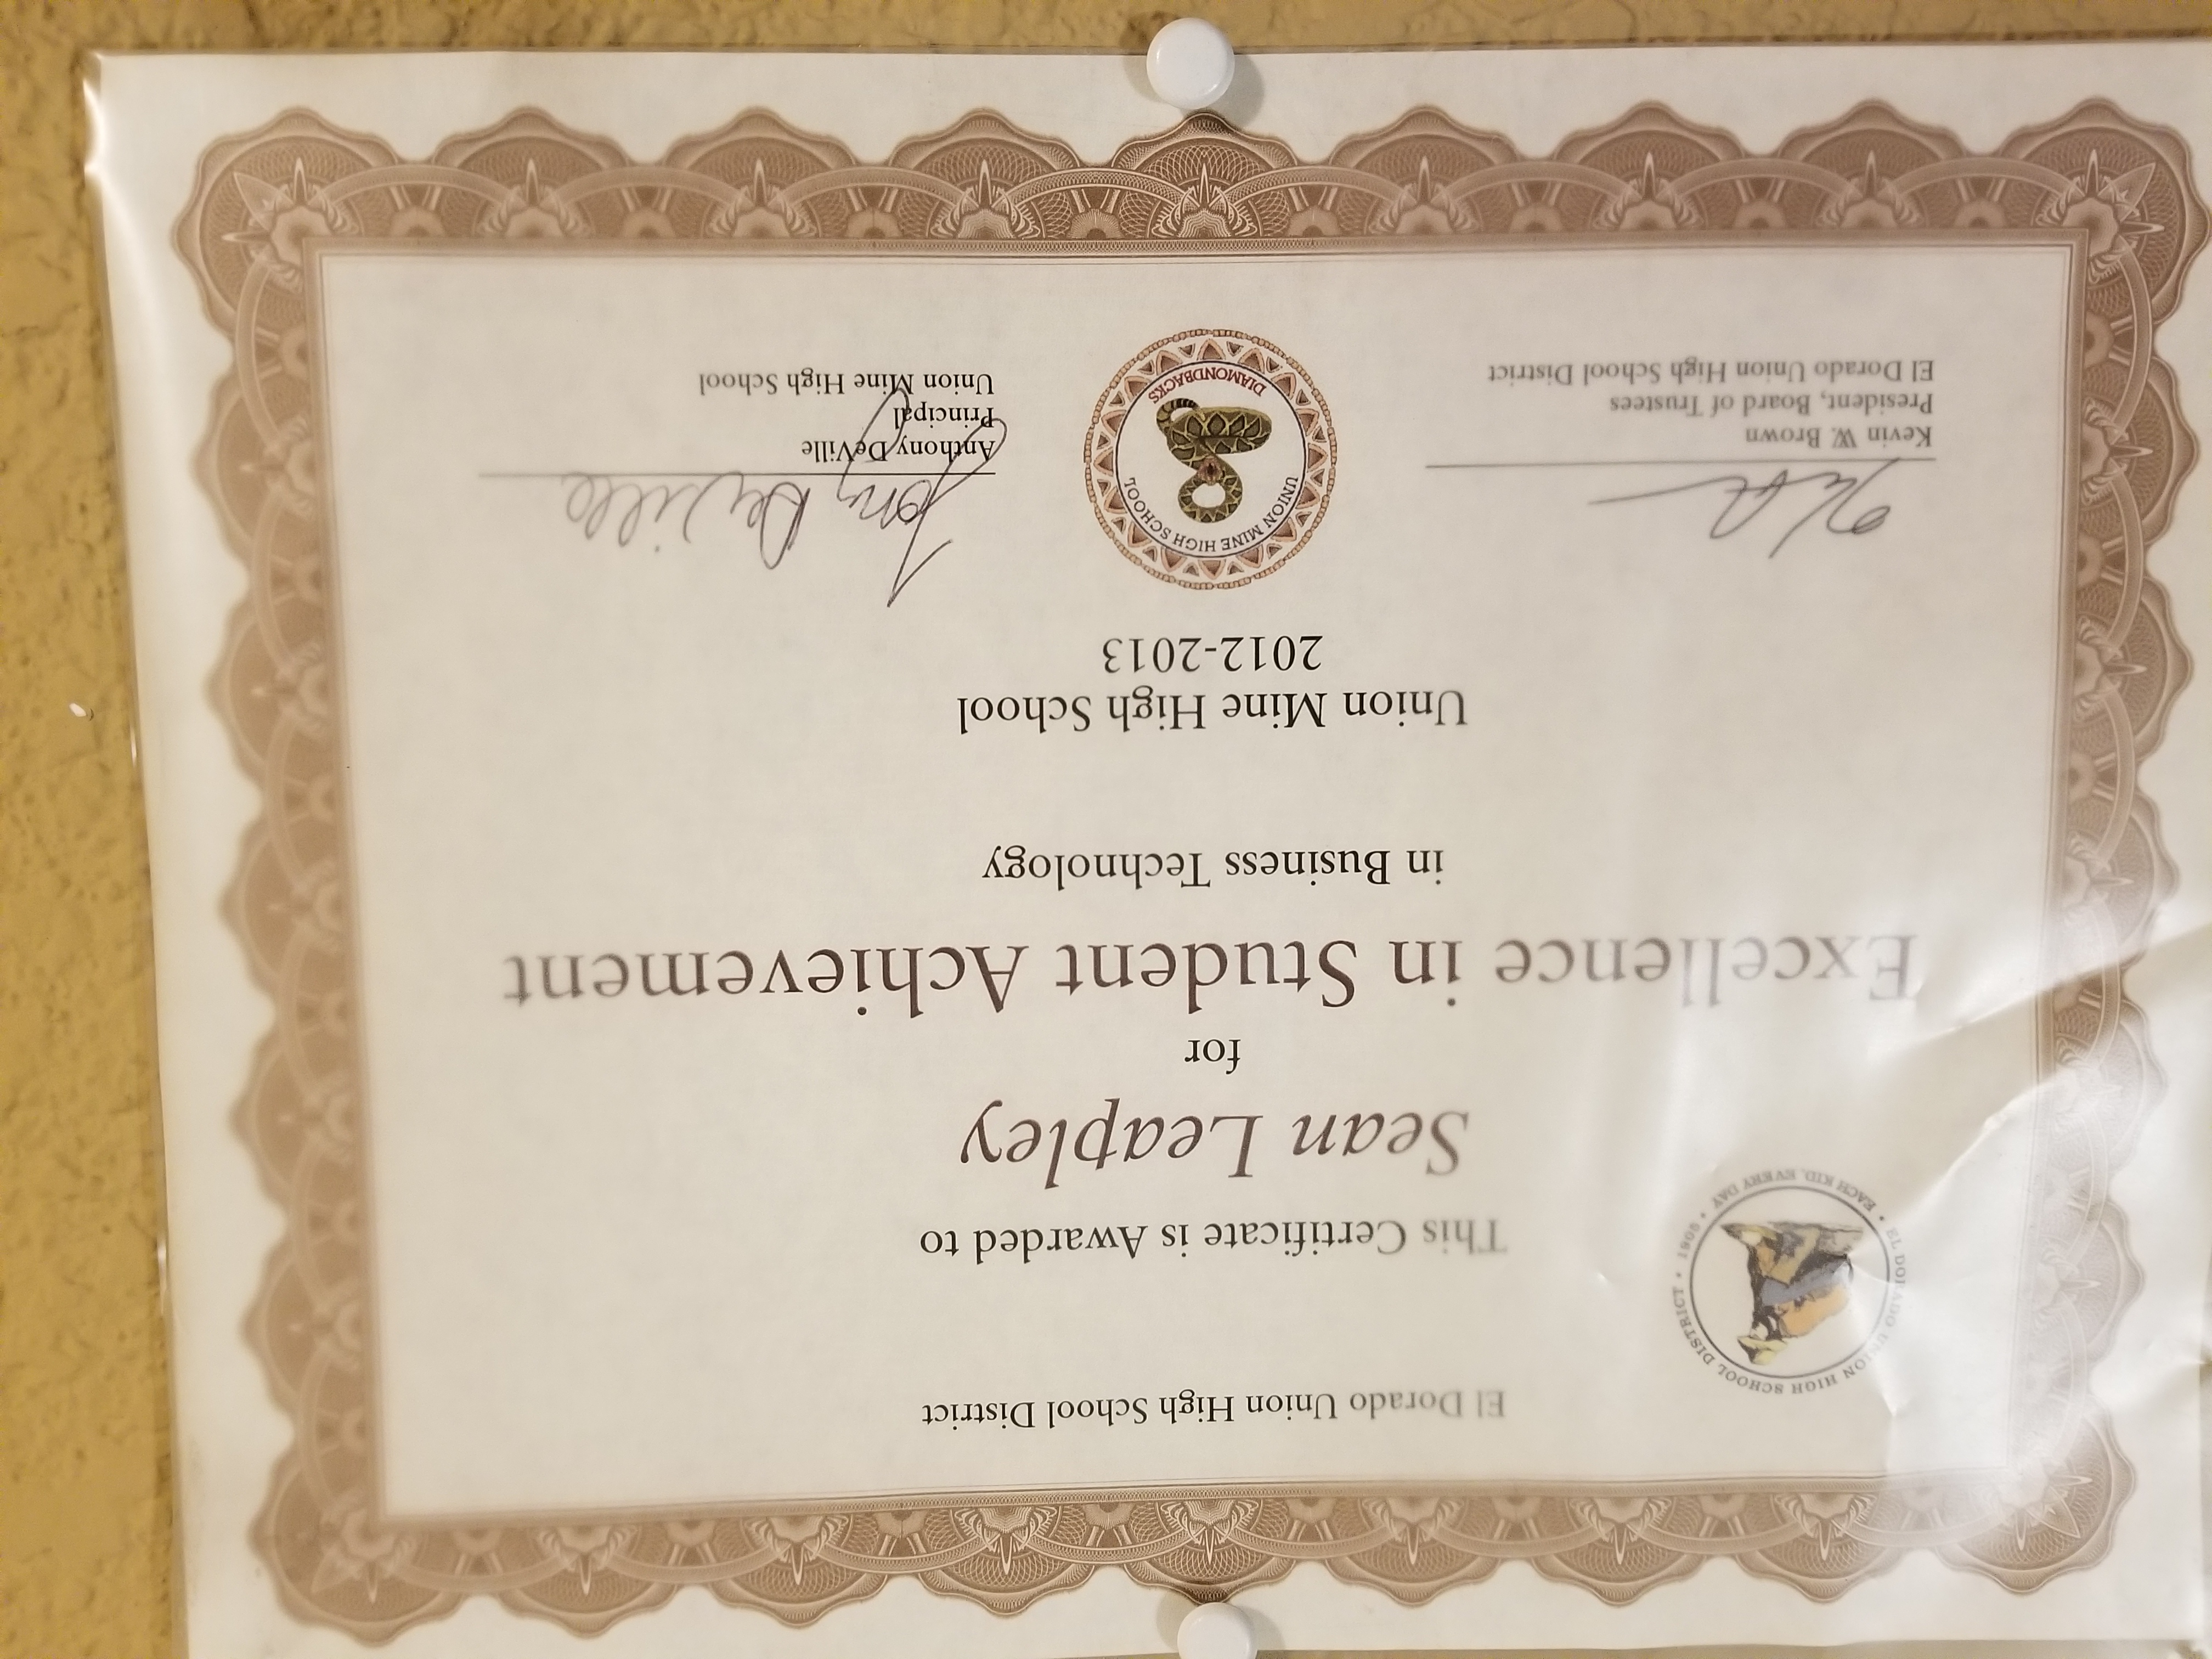 El Dorado Union High School District
EL DORADO UNION HIGH SCHOOL DISTRICT • 1905 •
EACH KID, EVERY DAY •
This Certificate is Awarded to
Sean Leapley
for
Excellence in Student Achievement
in Business Technology
Union Mine High School
2012-2013
UNION MINE HIGH SCHOOL
DIAMONDBACKS
Kevin W. Brown
President, Board of Trustees
El Dorado Union High School District
Tony DeVille
Anthony DeVille
Principal
Union Mine High School